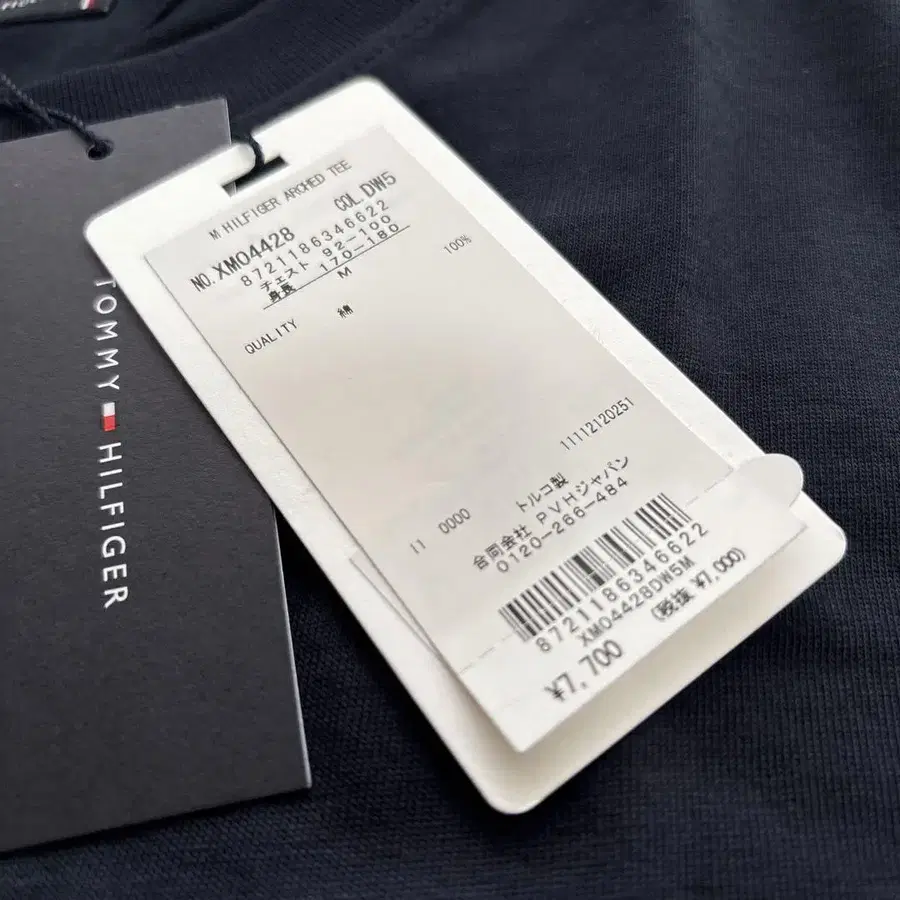 TOMMY HILFIGER
M HILFIGER ARCHED TEE
NO. XM04428 COL. DW5
8721186346622
チェスト 92-100
身長 170-180
M
QUALITY 綿 100%
11112120251
I1 0000 トルコ製
合同会社 PVHジャパン
0120-266-484
8721186346622
XM04428DW5M
¥7,700 (税抜 ¥7,000)